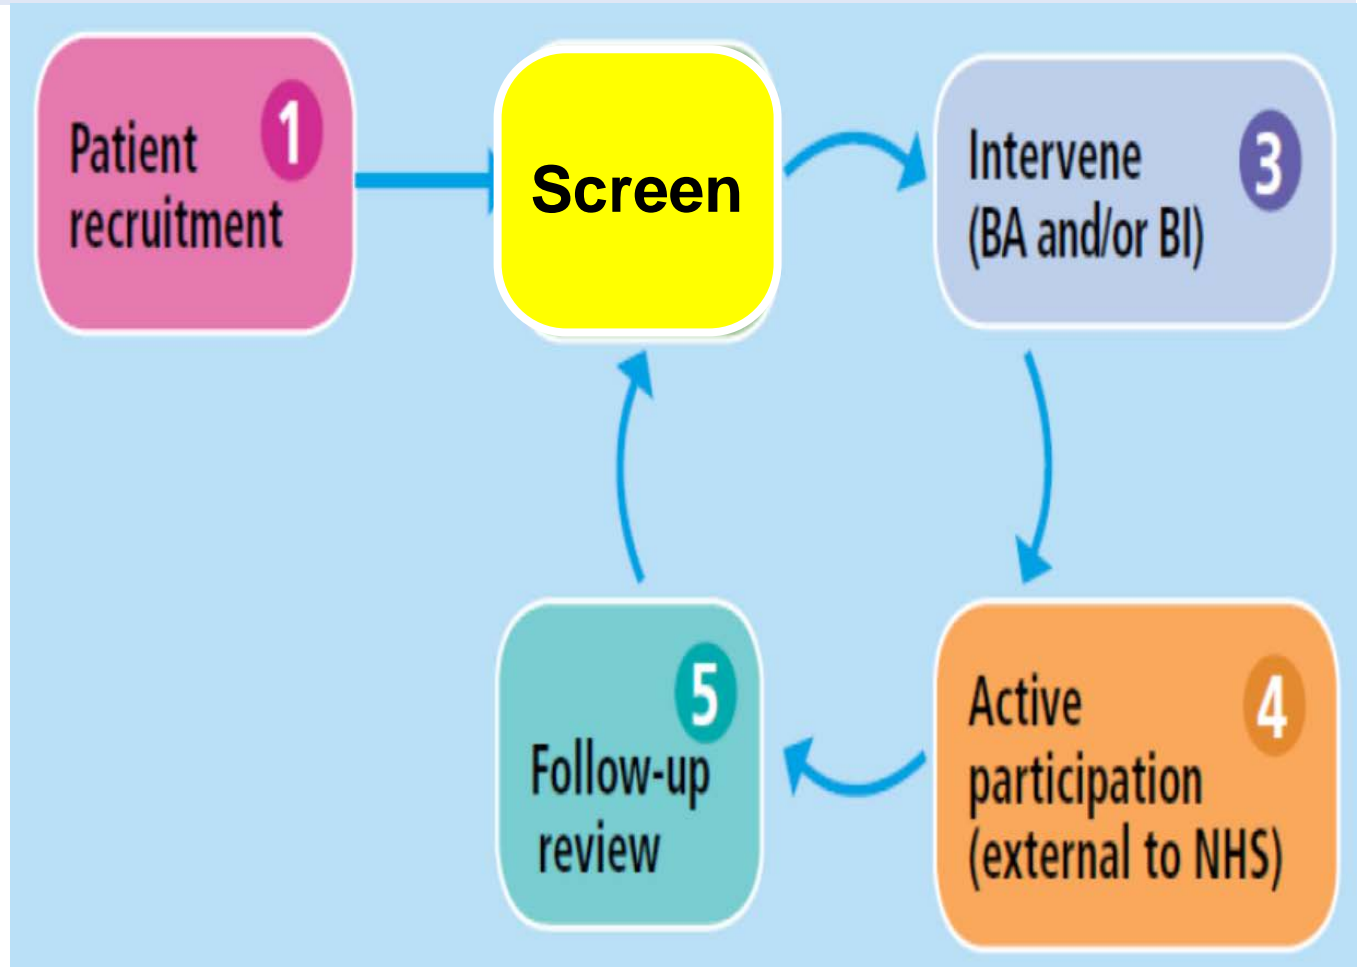 Patient
recruitment
1
Screen
Intervene
(BA and/or BI)
3
Active
participation
(external to NHS)
4
5
Follow-up
review